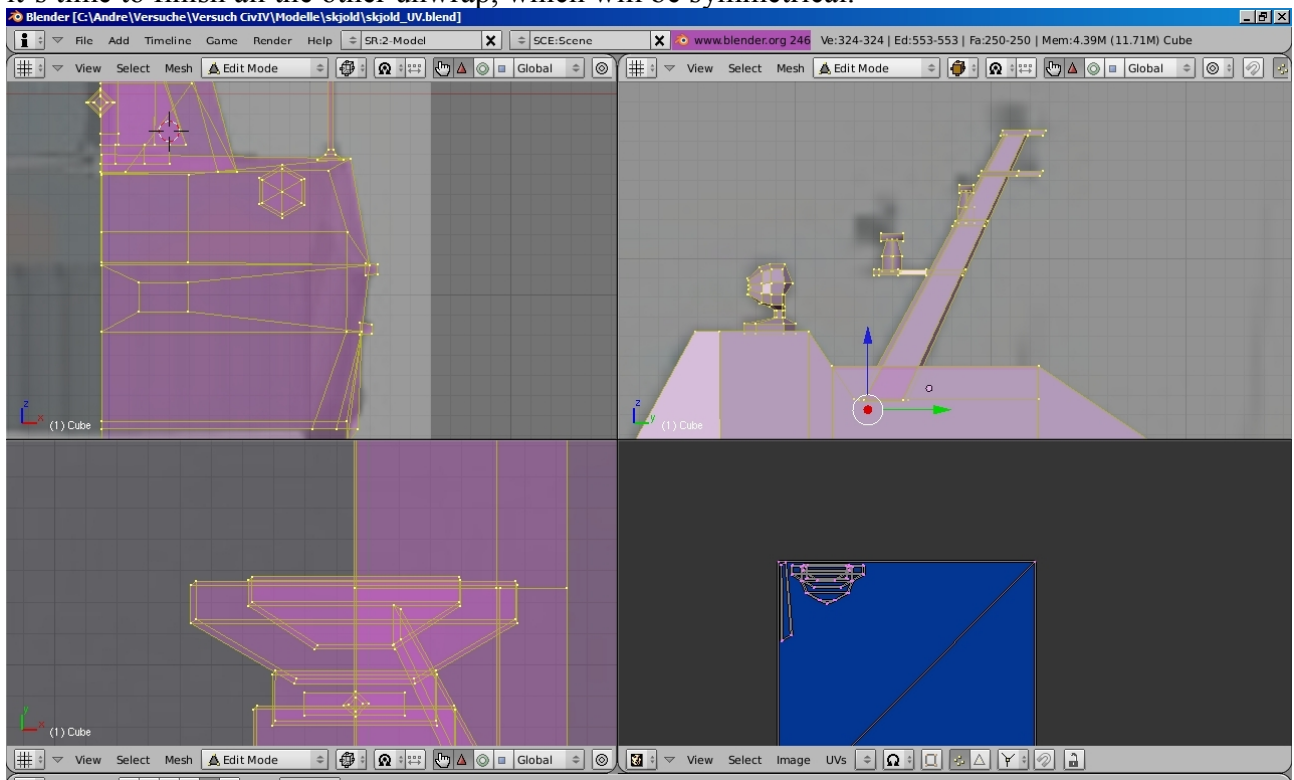 it's time to finish all the other unwrap, which will be symmetrical.
Blender [C:\Andre\Versuche\Versuch CivIV\Modelle\skjold\skjold_UV.blend]
File Add Timeline Game Render Help SR:2-Model X SCE:Scene X www.blender.org 246 Ve:324-324 | Ed:553-553 | Fa:250-250 | Mem:4.39M (11.71M) Cube
View Select Mesh Edit Mode Global
View Select Mesh Edit Mode Global
z x (1) Cube
z y (1) Cube
y x (1) Cube
View Select Mesh Edit Mode Global
View Select Image UVs